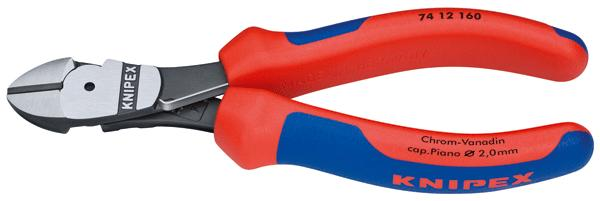 74 12 160
KNIPEX
Chrom-Vanadin
cap.Piano ⌀ 2,0mm
KNIPEX